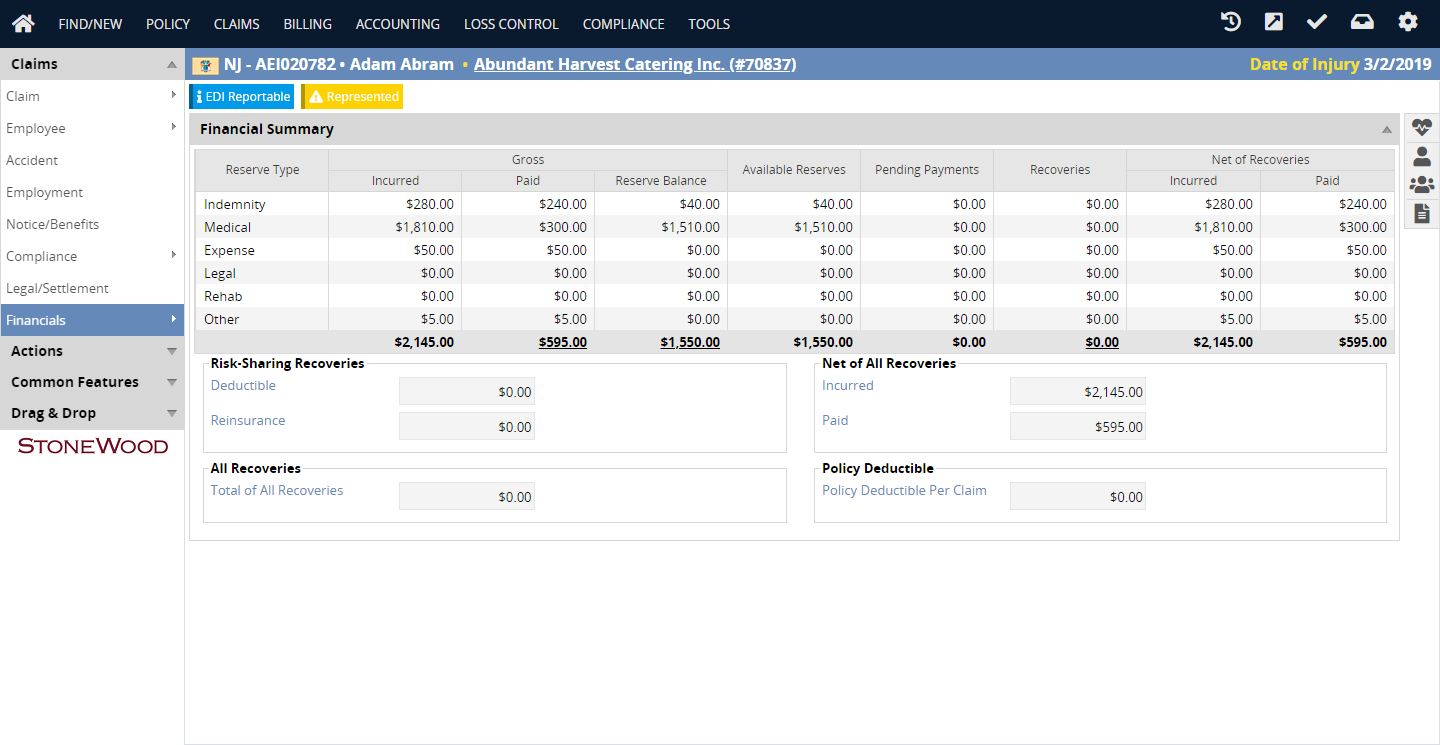 FIND/NEW POLICY CLAIMS BILLING ACCOUNTING LOSS CONTROL COMPLIANCE TOOLS
Claims
Claim
Employee
Accident
Employment
Notice/Benefits
Compliance
Legal/Settlement
Financials
Actions
Common Features
Drag & Drop
STONEWOOD
NJ - AEI020782 • Adam Abram • Abundant Harvest Catering Inc. (#70837) Date of Injury 3/2/2019
EDI Reportable Represented
Financial Summary
Reserve Type Gross Available Reserves Pending Payments Recoveries Net of Recoveries
Incurred Paid Reserve Balance Incurred Paid
Indemnity $280.00 $240.00 $40.00 $40.00 $0.00 $0.00 $280.00 $240.00
Medical $1,810.00 $300.00 $1,510.00 $1,510.00 $0.00 $0.00 $1,810.00 $300.00
Expense $50.00 $50.00 $0.00 $0.00 $0.00 $0.00 $50.00 $50.00
Legal $0.00 $0.00 $0.00 $0.00 $0.00 $0.00 $0.00 $0.00
Rehab $0.00 $0.00 $0.00 $0.00 $0.00 $0.00 $0.00 $0.00
Other $5.00 $5.00 $0.00 $0.00 $0.00 $0.00 $5.00 $5.00
$2,145.00 $595.00 $1,550.00 $1,550.00 $0.00 $0.00 $2,145.00 $595.00
Risk-Sharing Recoveries
Deductible $0.00
Reinsurance $0.00
Net of All Recoveries
Incurred $2,145.00
Paid $595.00
All Recoveries
Total of All Recoveries $0.00
Policy Deductible
Policy Deductible Per Claim $0.00